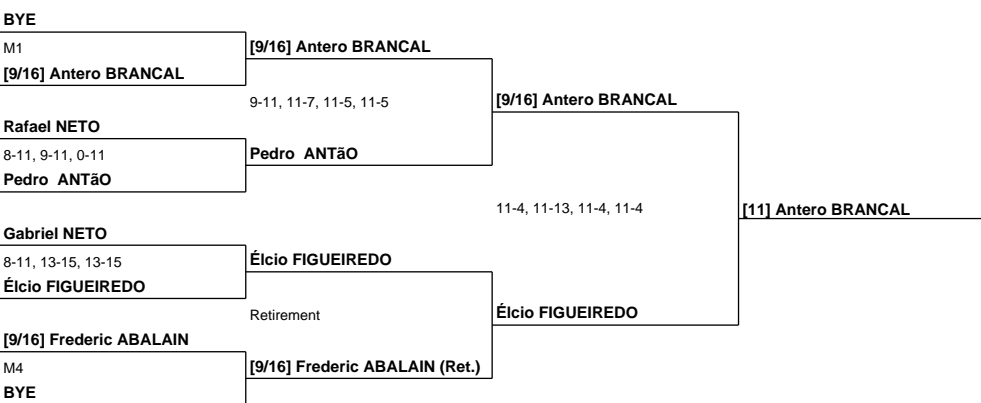 BYE
M1
[9/16] Antero BRANCAL
[9/16] Antero BRANCAL
9-11, 11-7, 11-5, 11-5
[9/16] Antero BRANCAL
Rafael NETO
8-11, 9-11, 0-11
Pedro ANTãO
Pedro ANTãO
11-4, 11-13, 11-4, 11-4
[11] Antero BRANCAL
Gabriel NETO
8-11, 13-15, 13-15
Élcio FIGUEIREDO
Élcio FIGUEIREDO
Retirement
Élcio FIGUEIREDO
[9/16] Frederic ABALAIN
M4
[9/16] Frederic ABALAIN (Ret.)
BYE